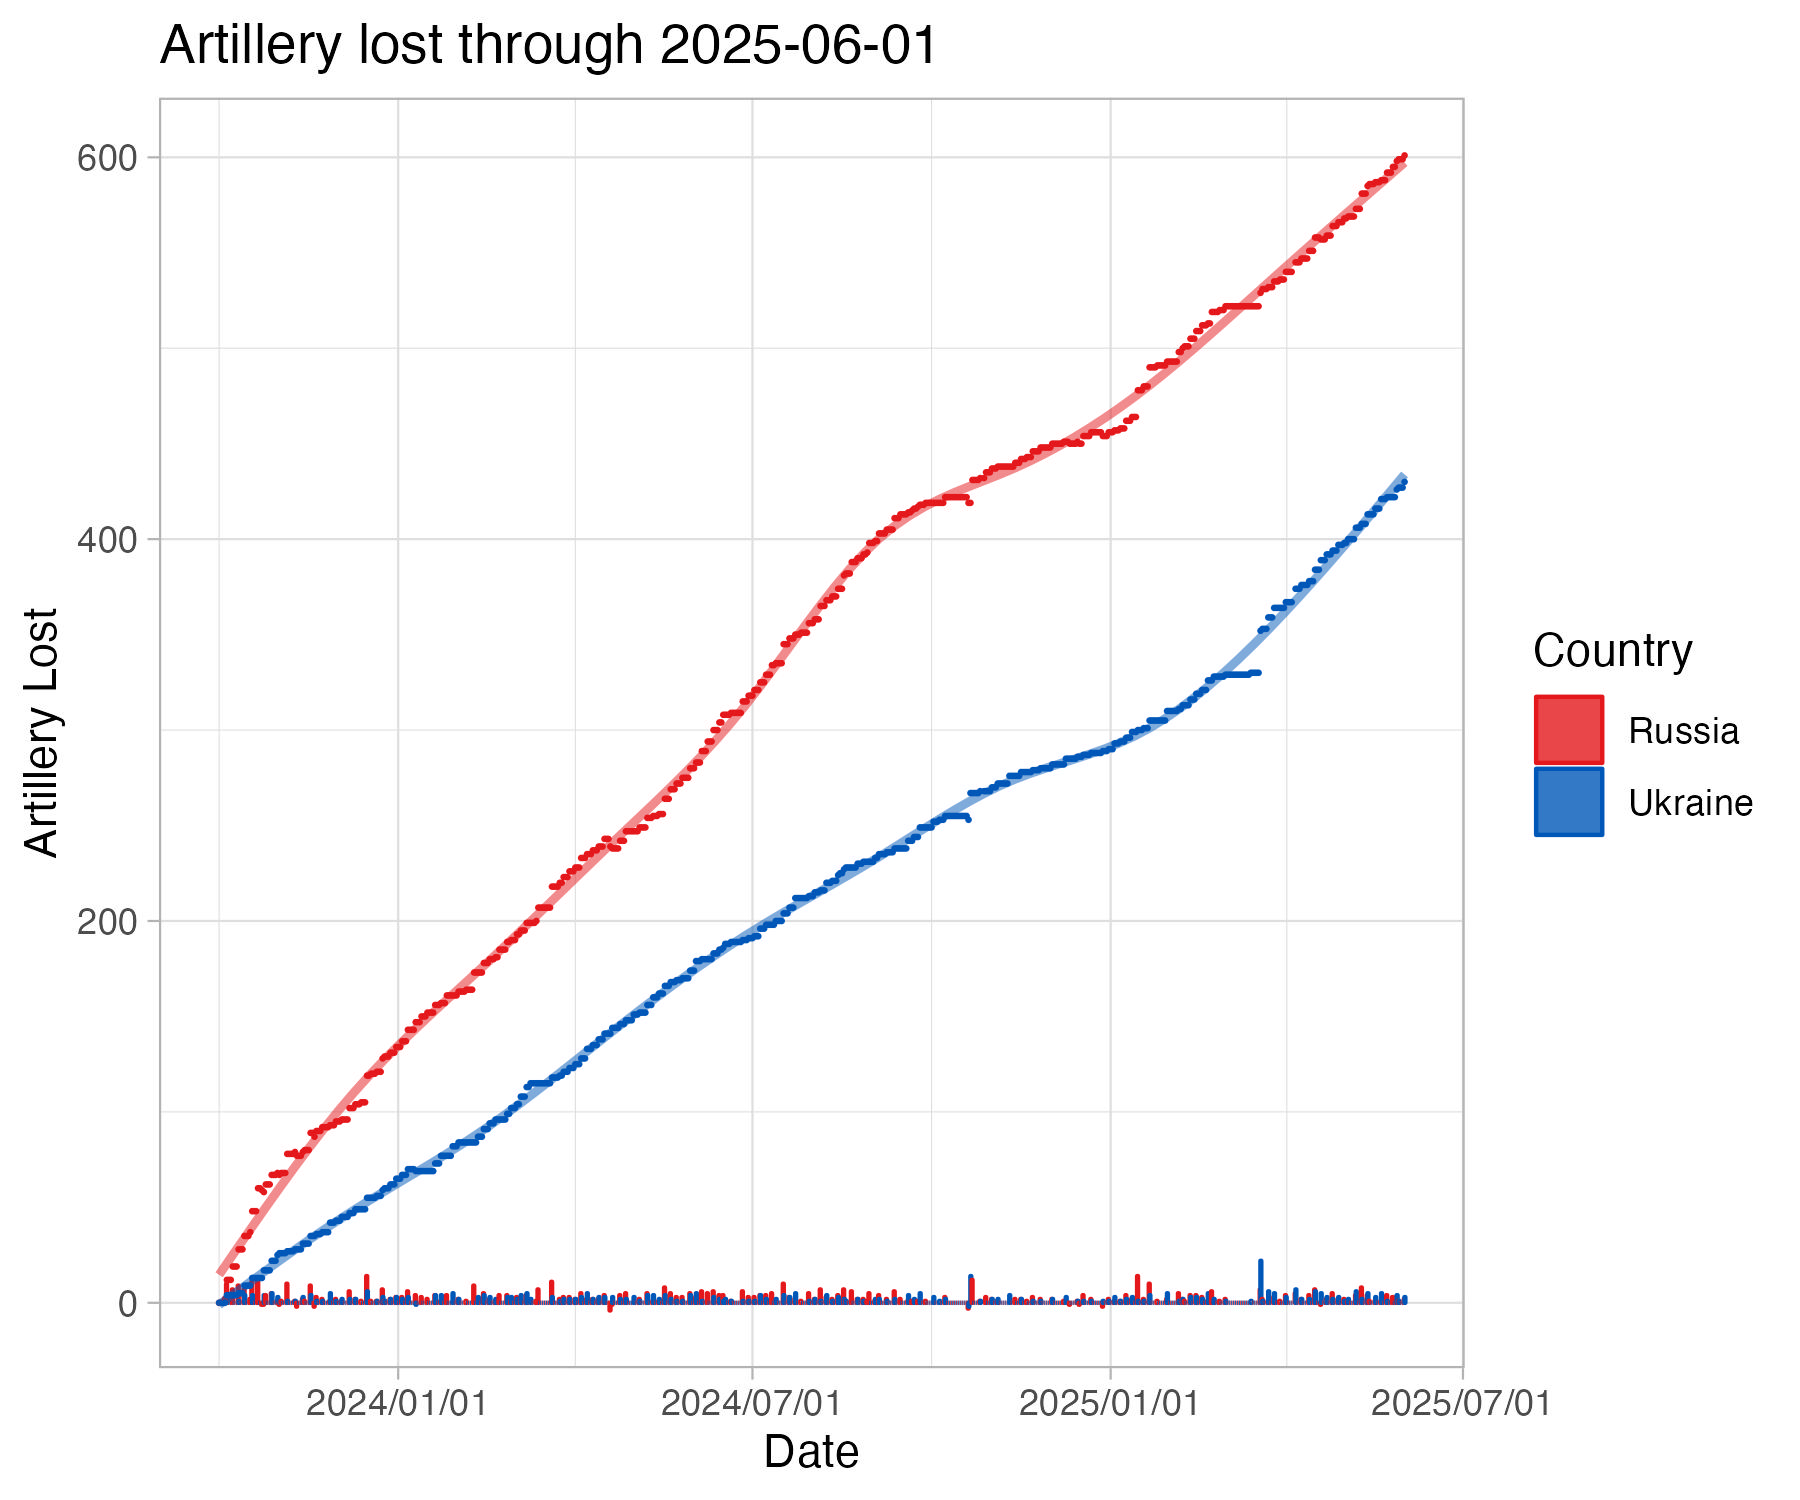 Artillery lost through 2025-06-01
600
400
200
0
Artillery Lost
2024/01/01
2024/07/01
2025/01/01
2025/07/01
Date
Country
Russia
Ukraine